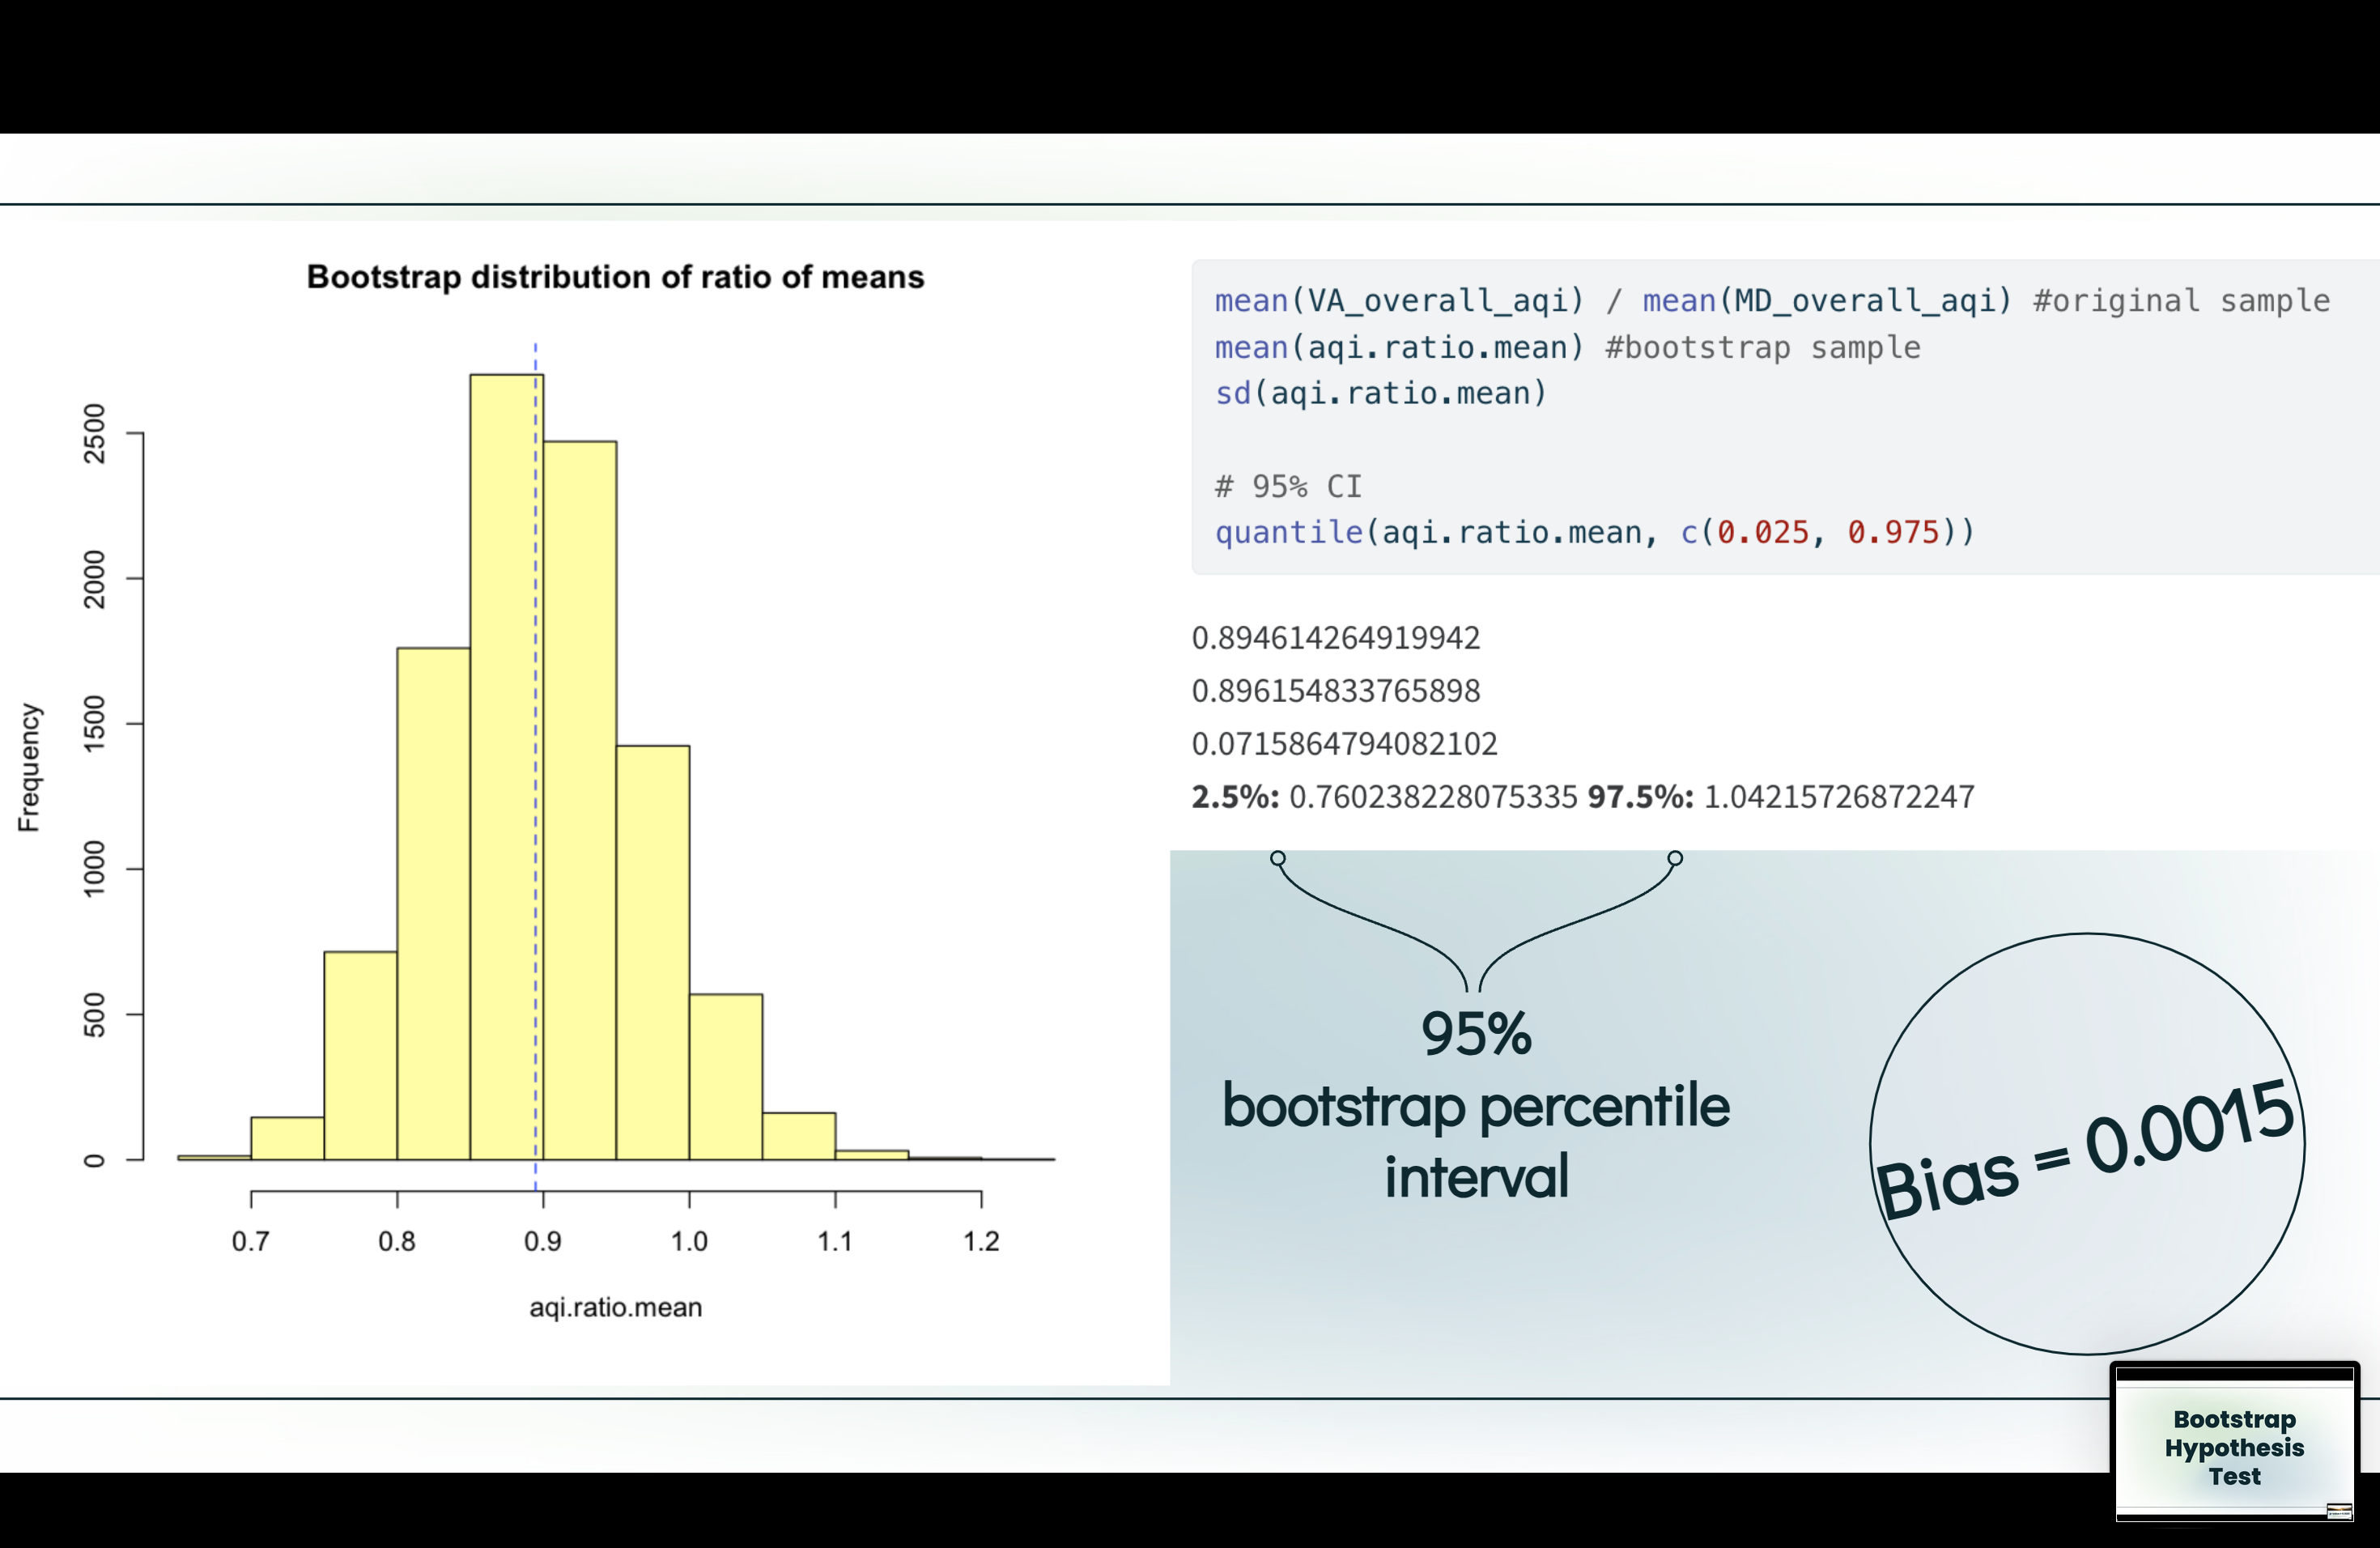 Bootstrap distribution of ratio of means
Frequency
2500
2000
1500
1000
500
0
0.7 0.8 0.9 1.0 1.1 1.2
aqi.ratio.mean
mean(VA_overall_aqi) / mean(MD_overall_aqi) #original sample
mean(aqi.ratio.mean) #bootstrap sample
sd(aqi.ratio.mean)
# 95% CI
quantile(aqi.ratio.mean, c(0.025, 0.975))
0.894614264919942
0.896154833765898
0.0715864794082102
2.5%: 0.760238228075335 97.5%: 1.04215726872247
95%
bootstrap percentile
interval
Bias = 0.0015
Bootstrap
Hypothesis
Test